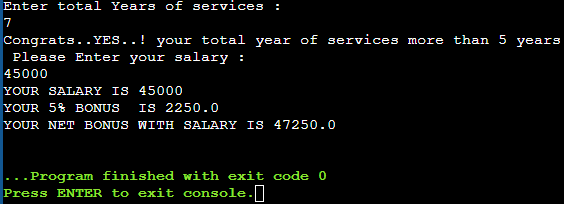 Enter total Years of services :
7
Congrats..YES..! your total year of services more than 5 years
Please Enter your salary :
45000
YOUR SALARY IS 45000
YOUR 5% BONUS  IS 2250.0
YOUR NET BONUS WITH SALARY IS 47250.0
...Program finished with exit code 0
Press ENTER to exit console.